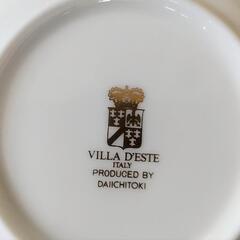 VILLA D'ESTE
ITALY
PRODUCED BY
DAIICHITOKI